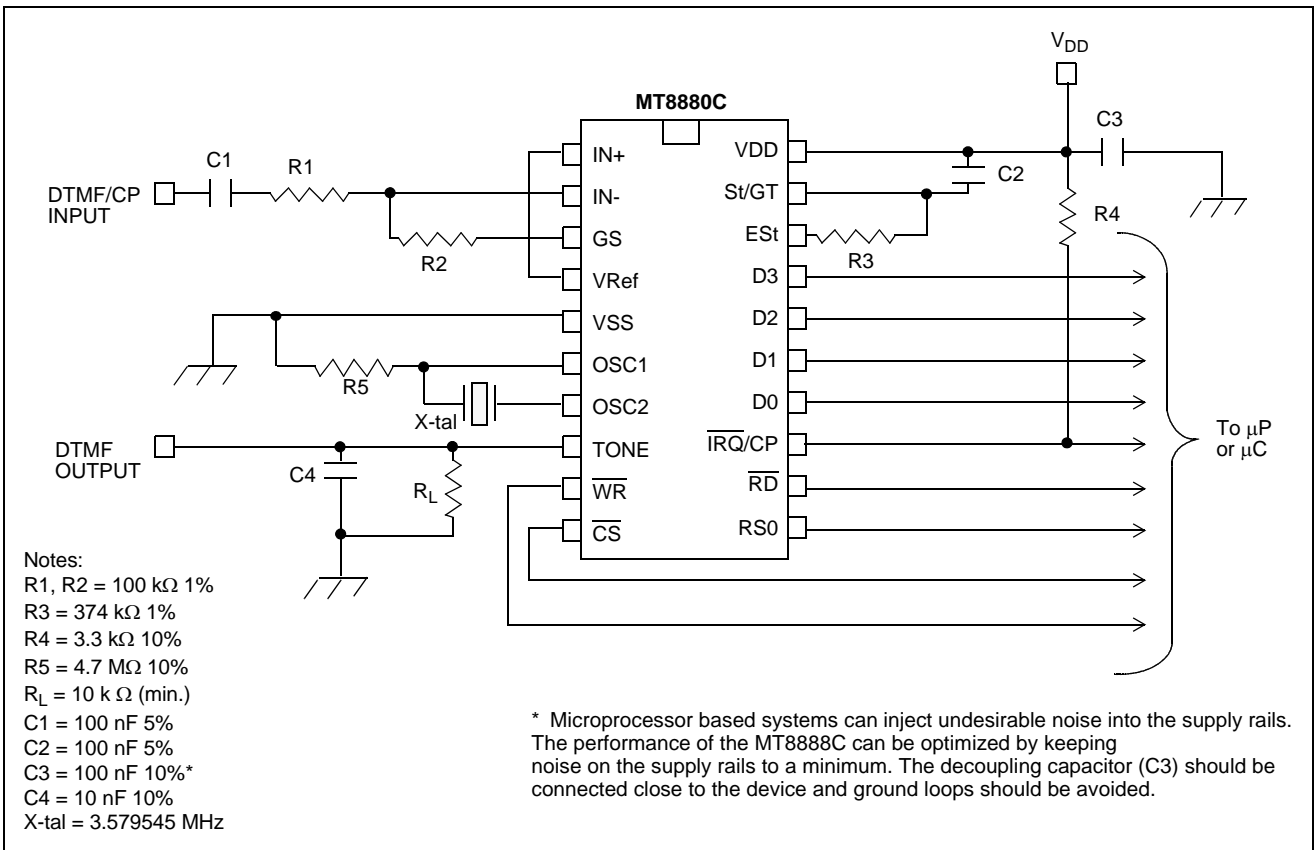 V_DD
MT8880C
C3
C1
R1
IN+
VDD
C2
DTMF/CP
INPUT
IN-
St/GT
R4
GS
ESt
R2
R3
VRef
D3
VSS
D2
OSC1
D1
R5
OSC2
D0
X-tal
DTMF
OUTPUT
TONE
I̅R̅Q̅/CP
To μP
or μC
C4
R_L
W̅R̅
R̅D̅
C̅S̅
RS0
Notes:
R1, R2 = 100 kΩ 1%
R3 = 374 kΩ 1%
R4 = 3.3 kΩ 10%
R5 = 4.7 MΩ 10%
R_L = 10 k Ω (min.)
C1 = 100 nF 5%
C2 = 100 nF 5%
C3 = 100 nF 10%*
C4 = 10 nF 10%
X-tal = 3.579545 MHz
* Microprocessor based systems can inject undesirable noise into the supply rails.
The performance of the MT8888C can be optimized by keeping
noise on the supply rails to a minimum. The decoupling capacitor (C3) should be
connected close to the device and ground loops should be avoided.